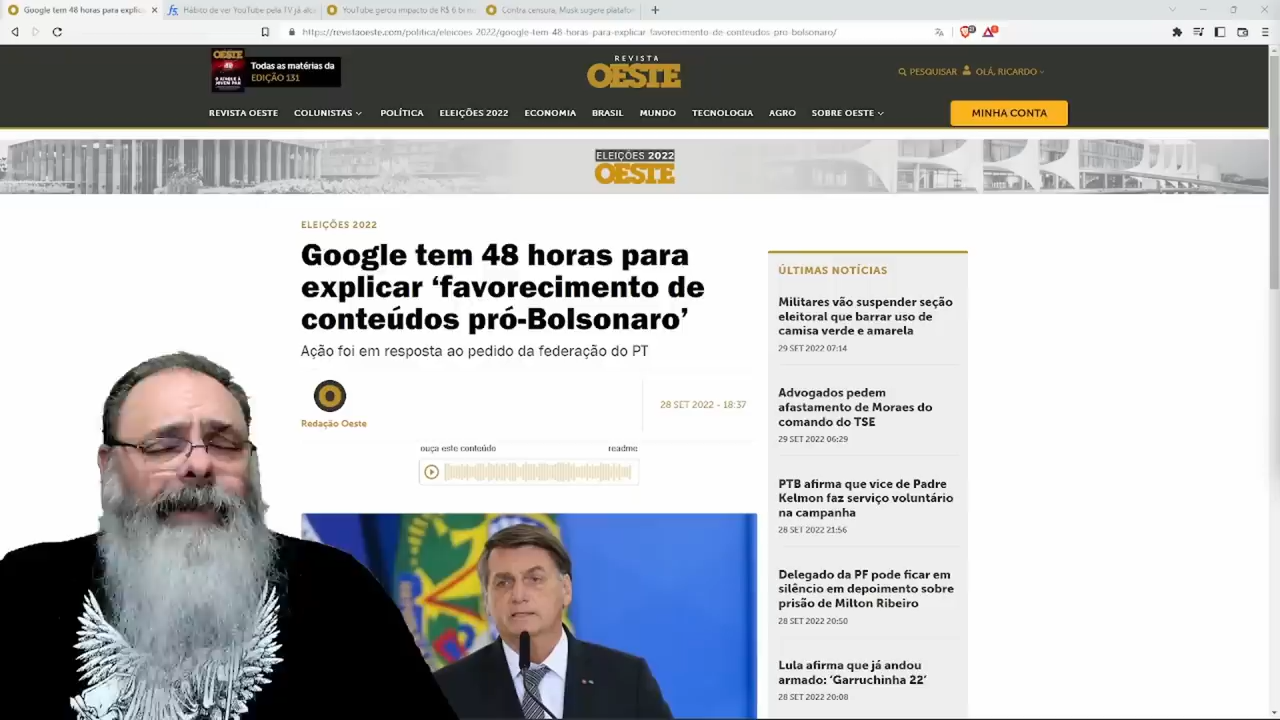 Google tem 48 horas para explic
Hábito de ver YouTube pela TV já alc
YouTube gerou impacto de R$ 6 bi n
Contra censura, Musk sugere platafor
https://revistaoeste.com/politica/eleicoes-2022/google-tem-48-horas-para-explicar-favorecimento-de-conteudos-pro-bolsonaro/
OESTE
Todas as matérias da
EDIÇÃO 131
REVISTA
OESTE
PESQUISAR
OLÁ, RICARDO
REVISTA OESTE
COLUNISTAS
POLÍTICA
ELEIÇÕES 2022
ECONOMIA
BRASIL
MUNDO
TECNOLOGIA
AGRO
SOBRE OESTE
MINHA CONTA
ELEIÇÕES 2022
OESTE
ELEIÇÕES 2022
Google tem 48 horas para
explicar ‘favorecimento de
conteúdos pró-Bolsonaro’
Ação foi em resposta ao pedido da federação do PT
Redação Oeste
28 SET 2022 - 18:37
ouça este conteúdo
readme
ÚLTIMAS NOTÍCIAS
Militares vão suspender seção
eleitoral que barrar uso de
camisa verde e amarela
29 SET 2022 07:14
Advogados pedem
afastamento de Moraes do
comando do TSE
29 SET 2022 06:29
PTB afirma que vice de Padre
Kelmon faz serviço voluntário
na campanha
28 SET 2022 21:56
Delegado da PF pode ficar em
silêncio em depoimento sobre
prisão de Milton Ribeiro
28 SET 2022 20:50
Lula afirma que já andou
armado: ‘Garruchinha 22’
28 SET 2022 20:08